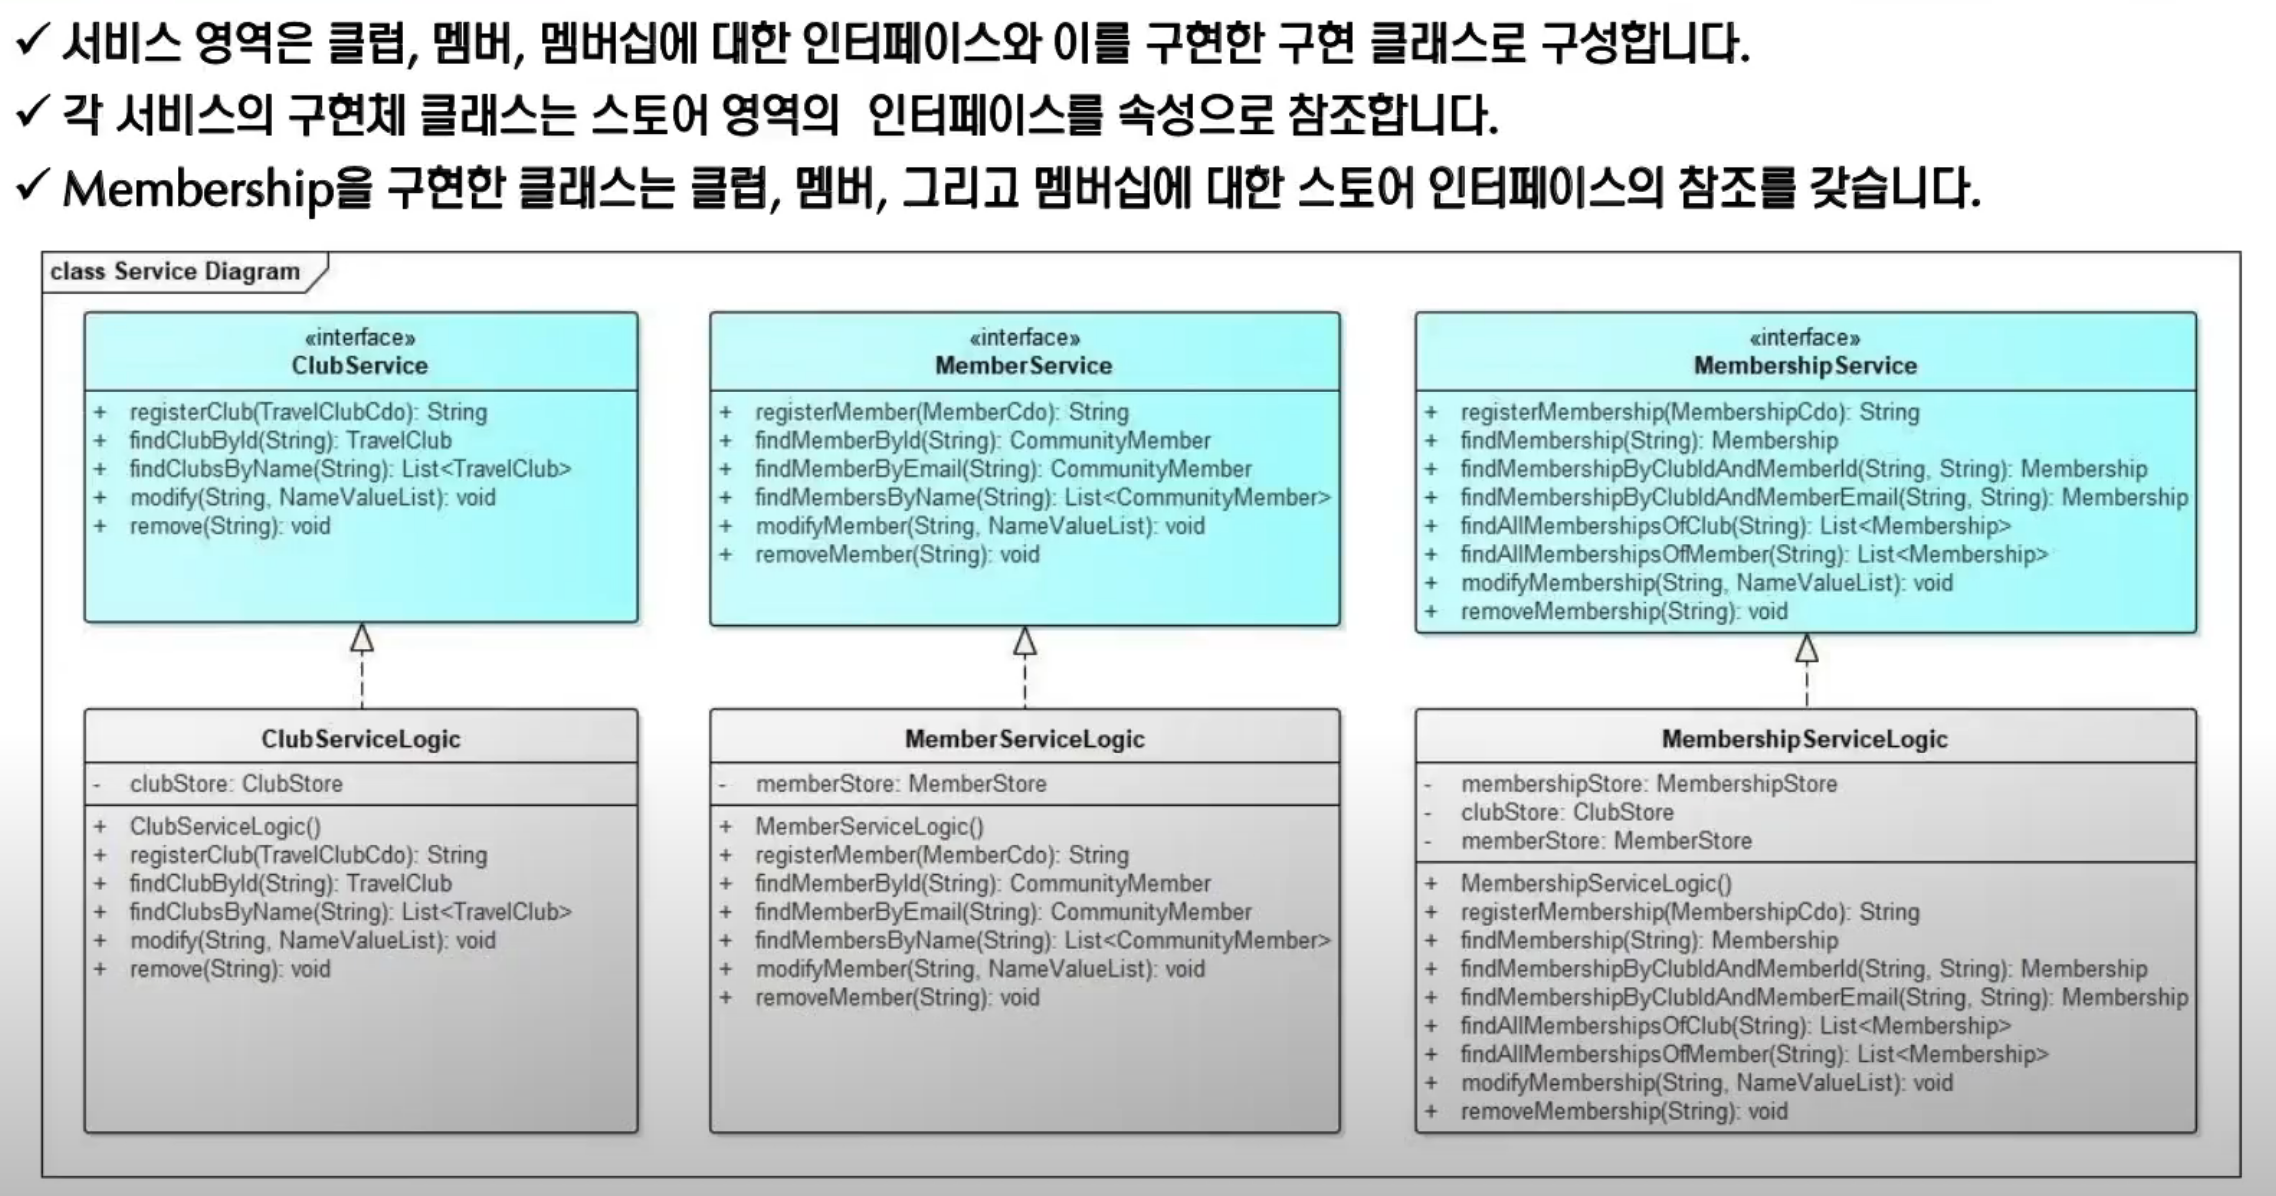 ✓ 서비스 영역은 클럽, 멤버, 멤버십에 대한 인터페이스와 이를 구현한 구현 클래스로 구성합니다.
✓ 각 서비스의 구현체 클래스는 스토어 영역의 인터페이스를 속성으로 참조합니다.
✓ Membership을 구현한 클래스는 클럽, 멤버, 그리고 멤버십에 대한 스토어 인터페이스의 참조를 갖습니다.
class Service Diagram
«interface»
ClubService
+ registerClub(TravelClubCdo): String
+ findClubById(String): TravelClub
+ findClubsByName(String): List<TravelClub>
+ modify(String, NameValueList): void
+ remove(String): void
«interface»
MemberService
+ registerMember(MemberCdo): String
+ findMemberById(String): CommunityMember
+ findMemberByEmail(String): CommunityMember
+ findMembersByName(String): List<CommunityMember>
+ modifyMember(String, NameValueList): void
+ removeMember(String): void
«interface»
MembershipService
+ registerMembership(MembershipCdo): String
+ findMembership(String): Membership
+ findMembershipByClubIdAndMemberId(String, String): Membership
+ findMembershipByClubIdAndMemberEmail(String, String): Membership
+ findAllMembershipsOfClub(String): List<Membership>
+ findAllMembershipsOfMember(String): List<Membership>
+ modifyMembership(String, NameValueList): void
+ removeMembership(String): void
ClubServiceLogic
- clubStore: ClubStore
+ ClubServiceLogic()
+ registerClub(TravelClubCdo): String
+ findClubById(String): TravelClub
+ findClubsByName(String): List<TravelClub>
+ modify(String, NameValueList): void
+ remove(String): void
MemberServiceLogic
- memberStore: MemberStore
+ MemberServiceLogic()
+ registerMember(MemberCdo): String
+ findMemberById(String): CommunityMember
+ findMemberByEmail(String): CommunityMember
+ findMembersByName(String): List<CommunityMember>
+ modifyMember(String, NameValueList): void
+ removeMember(String): void
MembershipServiceLogic
- membershipStore: MembershipStore
- clubStore: ClubStore
- memberStore: MemberStore
+ MembershipServiceLogic()
+ registerMembership(MembershipCdo): String
+ findMembership(String): Membership
+ findMembershipByClubIdAndMemberId(String, String): Membership
+ findMembershipByClubIdAndMemberEmail(String, String): Membership
+ findAllMembershipsOfClub(String): List<Membership>
+ findAllMembershipsOfMember(String): List<Membership>
+ modifyMembership(String, NameValueList): void
+ removeMembership(String): void